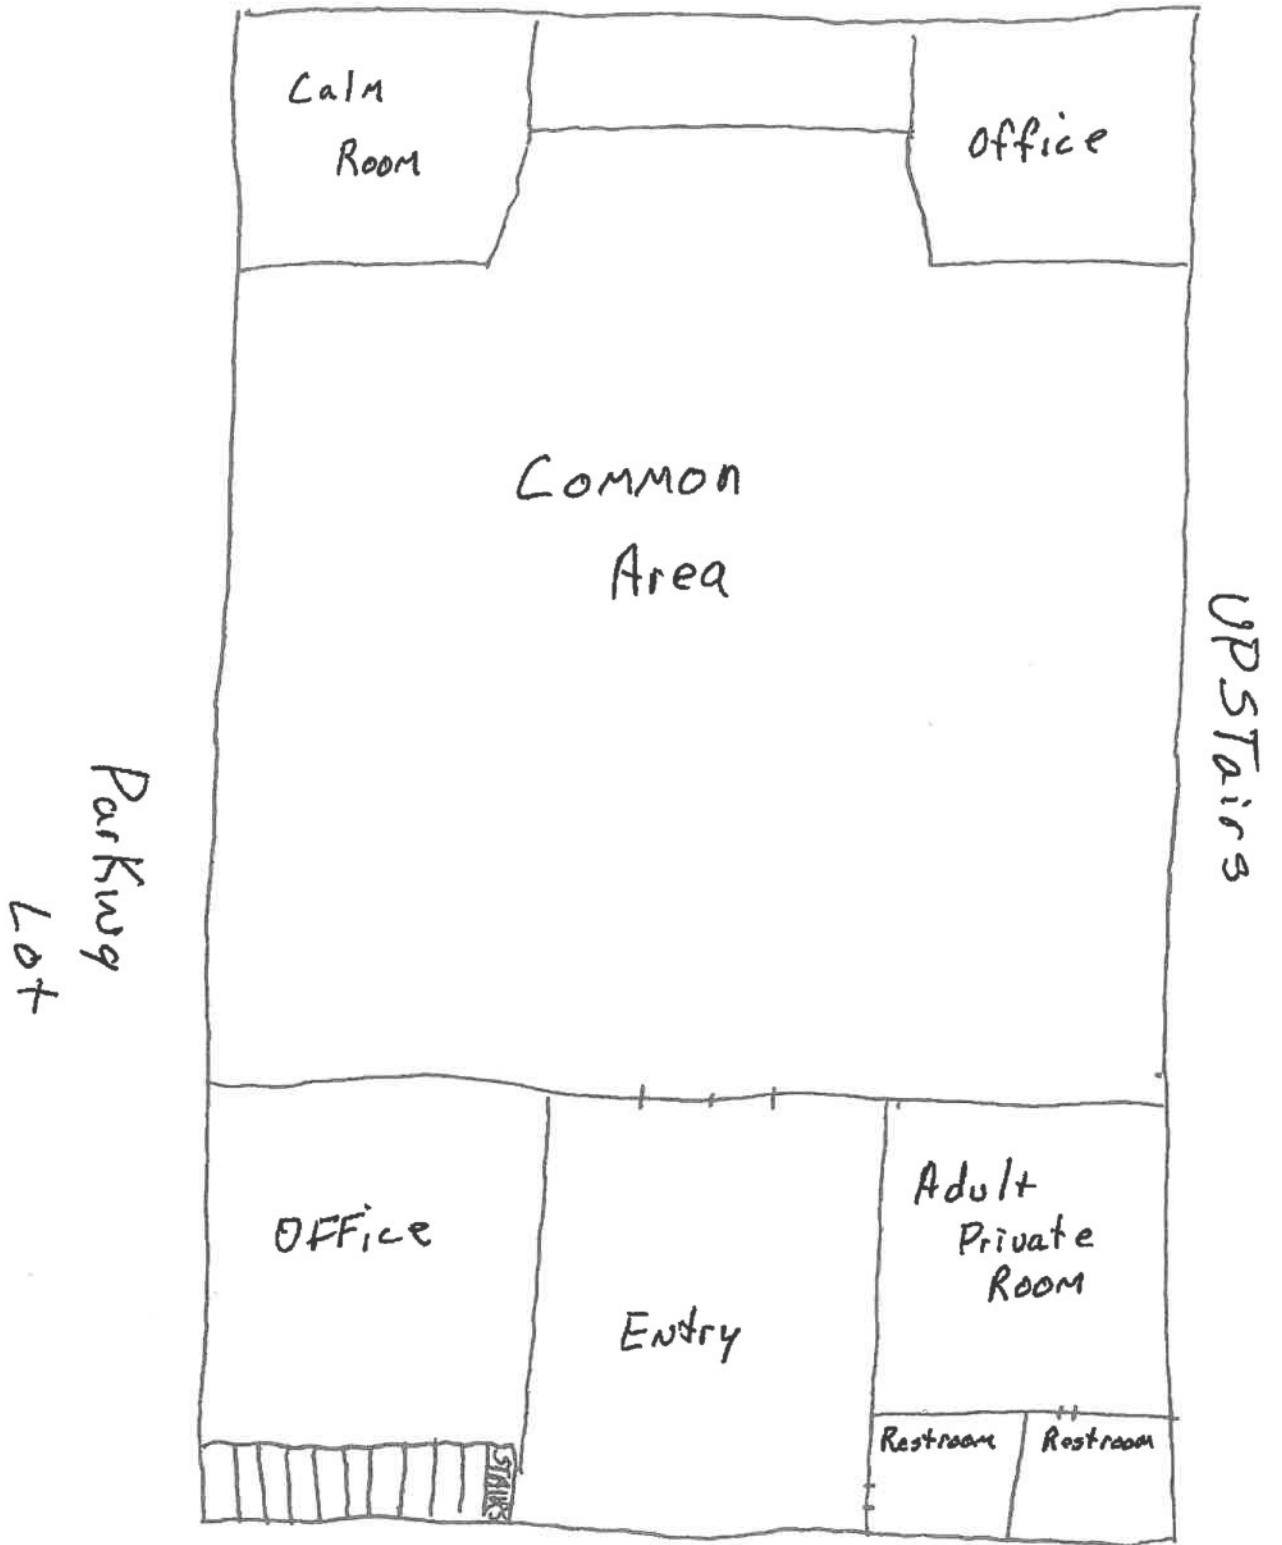 Calm
Room
Office
Common
Area
UPSTairs
Parking
Lot
OFFice
Adult
Private
Room
Entry
Restroom
Restroom
STAIRS